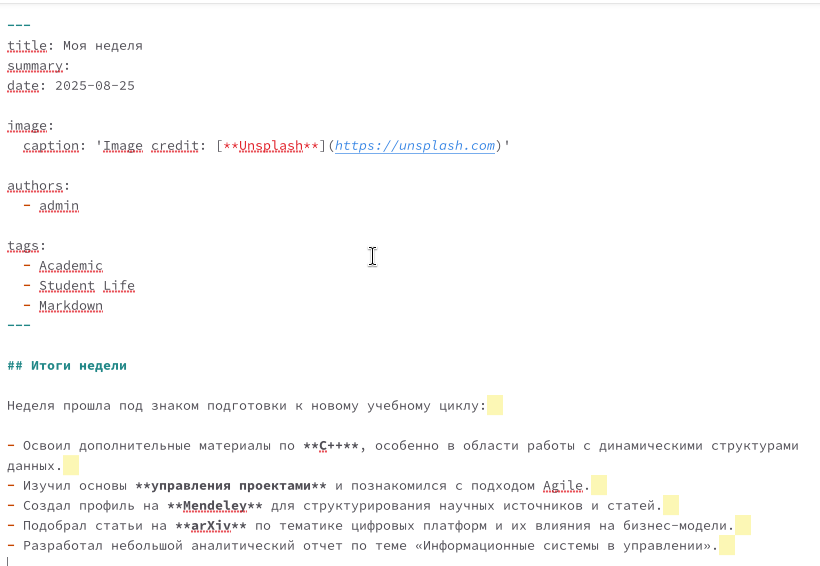 ---
title: Моя неделя
summary:
date: 2025-08-25

image:
  caption: 'Image credit: [**Unsplash**](https://unsplash.com)'

authors:
  - admin

tags:
  - Academic
  - Student Life
  - Markdown
---

## Итоги недели

Неделя прошла под знаком подготовки к новому учебному циклу:

- Освоил дополнительные материалы по **C++**, особенно в области работы с динамическими структурами
данных.
- Изучил основы **управления проектами** и познакомился с подходом Agile.
- Создал профиль на **Mendeley** для структурирования научных источников и статей.
- Подобрал статьи на **arXiv** по тематике цифровых платформ и их влияния на бизнес-модели.
- Разработал небольшой аналитический отчет по теме «Информационные системы в управлении».